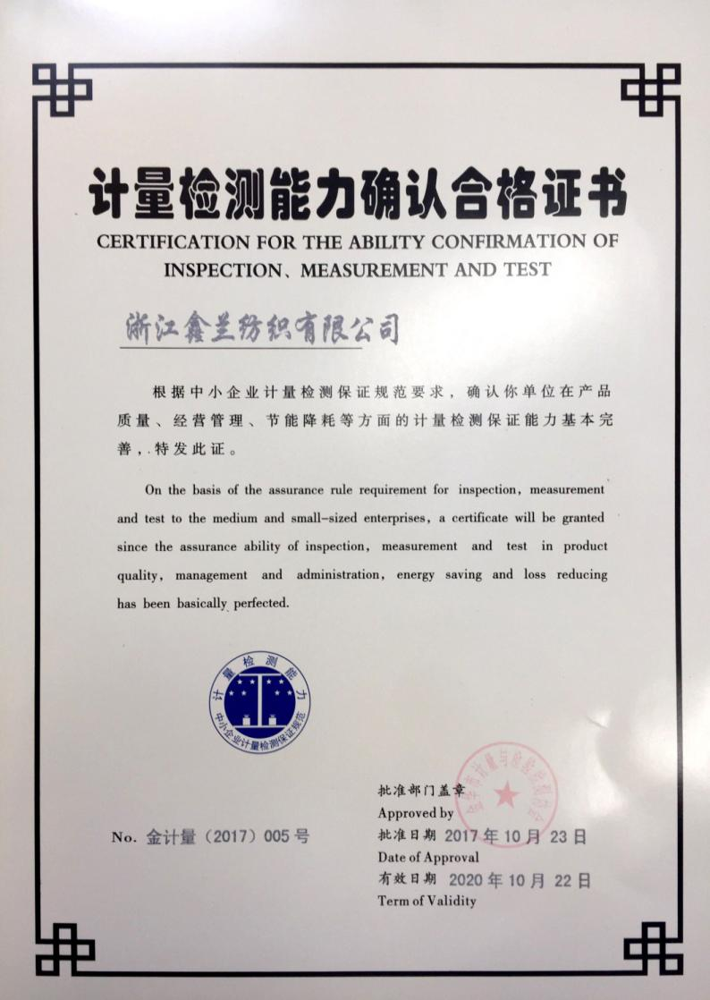 计量检测能力确认合格证书
CERTIFICATION FOR THE ABILITY CONFIRMATION OF
INSPECTION、MEASUREMENT AND TEST
浙江鑫兰纺织有限公司
根据中小企业计量检测保证规范要求，确认你单位在产品
质量、经营管理、节能降耗等方面的计量检测保证能力基本完
善，特发此证。
On the basis of the assurance rule requirement for inspection, measurement
and test to the medium and small-sized enterprises, a certificate will be granted
since the assurance ability of inspection, measurement and test in product
quality, management and administration, energy saving and loss reducing
has been basically perfected.
计量检测能力
中小企业计量检测保证规范
金华市计量与检验检测
批准部门盖章
Approved by
No. 金计量（2017）005号
批准日期 2017年10月23日
Date of Approval
有效日期 2020年10月22日
Term of Validity